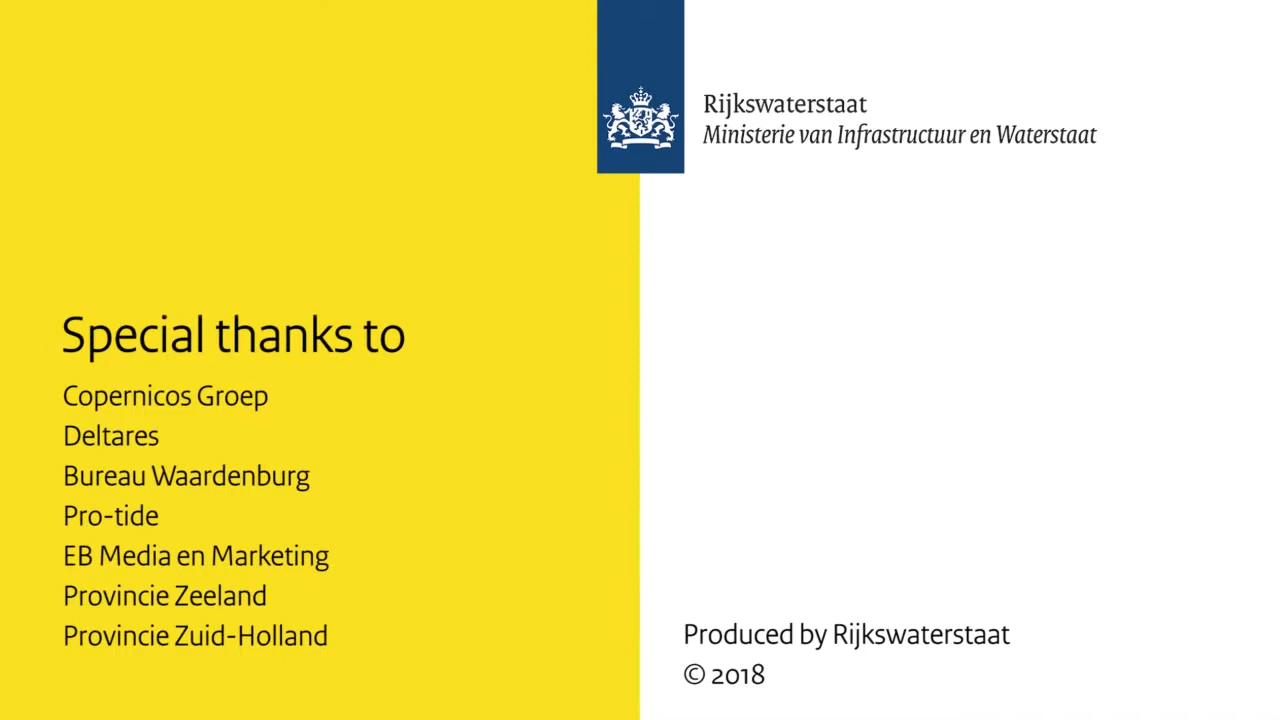 Rijkswaterstaat
Ministerie van Infrastructuur en Waterstaat
Special thanks to
Copernicos Groep
Deltares
Bureau Waardenburg
Pro-tide
EB Media en Marketing
Provincie Zeeland
Provincie Zuid-Holland
Produced by Rijkswaterstaat
© 2018